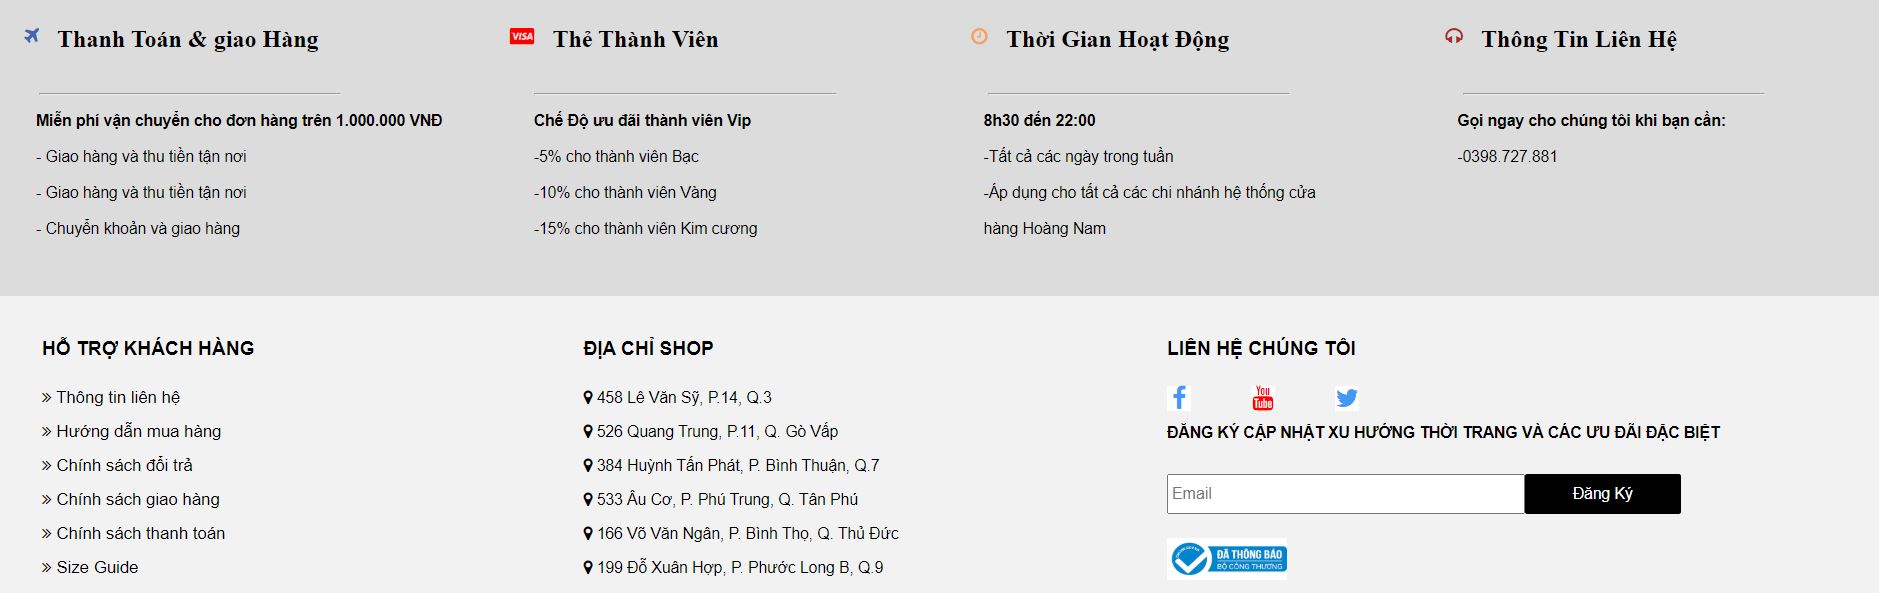 Thanh Toán & giao Hàng
Miễn phí vận chuyển cho đơn hàng trên 1.000.000 VNĐ
- Giao hàng và thu tiền tận nơi
- Giao hàng và thu tiền tận nơi
- Chuyển khoản và giao hàng
VISA
Thẻ Thành Viên
Chế Độ ưu đãi thành viên Vip
-5% cho thành viên Bạc
-10% cho thành viên Vàng
-15% cho thành viên Kim cương
Thời Gian Hoạt Động
8h30 đến 22:00
-Tất cả các ngày trong tuần
-Áp dụng cho tất cả các chi nhánh hệ thống cửa
hàng Hoàng Nam
Thông Tin Liên Hệ
Gọi ngay cho chúng tôi khi bạn cần:
-0398.727.881
HỖ TRỢ KHÁCH HÀNG
» Thông tin liên hệ
» Hướng dẫn mua hàng
» Chính sách đổi trả
» Chính sách giao hàng
» Chính sách thanh toán
» Size Guide
ĐỊA CHỈ SHOP
458 Lê Văn Sỹ, P.14, Q.3
526 Quang Trung, P.11, Q. Gò Vấp
384 Huỳnh Tấn Phát, P. Bình Thuận, Q.7
533 Âu Cơ, P. Phú Trung, Q. Tân Phú
166 Võ Văn Ngân, P. Bình Thọ, Q. Thủ Đức
199 Đỗ Xuân Hợp, P. Phước Long B, Q.9
LIÊN HỆ CHÚNG TÔI
You
Tube
ĐĂNG KÝ CẬP NHẬT XU HƯỚNG THỜI TRANG VÀ CÁC ƯU ĐÃI ĐẶC BIỆT
Email
Đăng Ký
ĐÃ THÔNG BÁO
BỘ CÔNG THƯƠNG